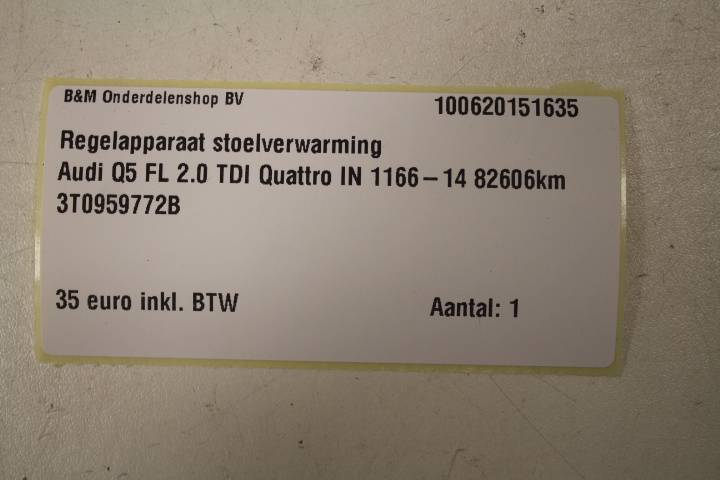 B&M Onderdelenshop BV
100620151635
Regelapparaat stoelverwarming
Audi Q5 FL 2.0 TDI Quattro IN 1166-14 82606km
3T0959772B
35 euro inkl. BTW
Aantal: 1